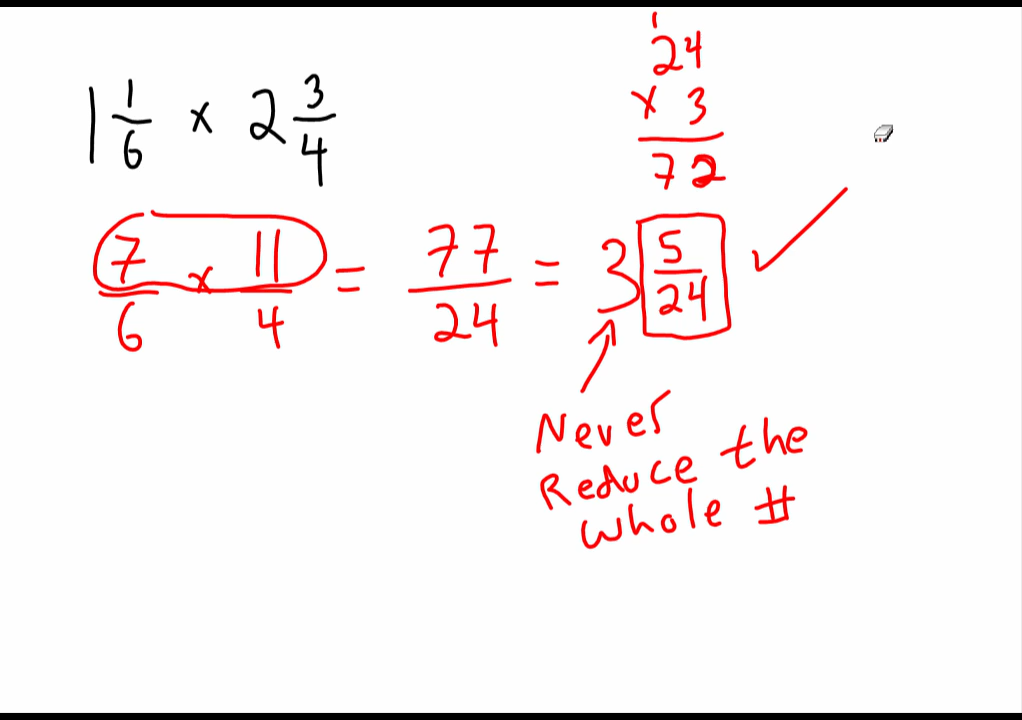 1 1/6 x 2 3/4
1
24
x 3
72
7/6 x 11/4 = 77/24 = 3 5/24 ✓
Never
Reduce the
whole #